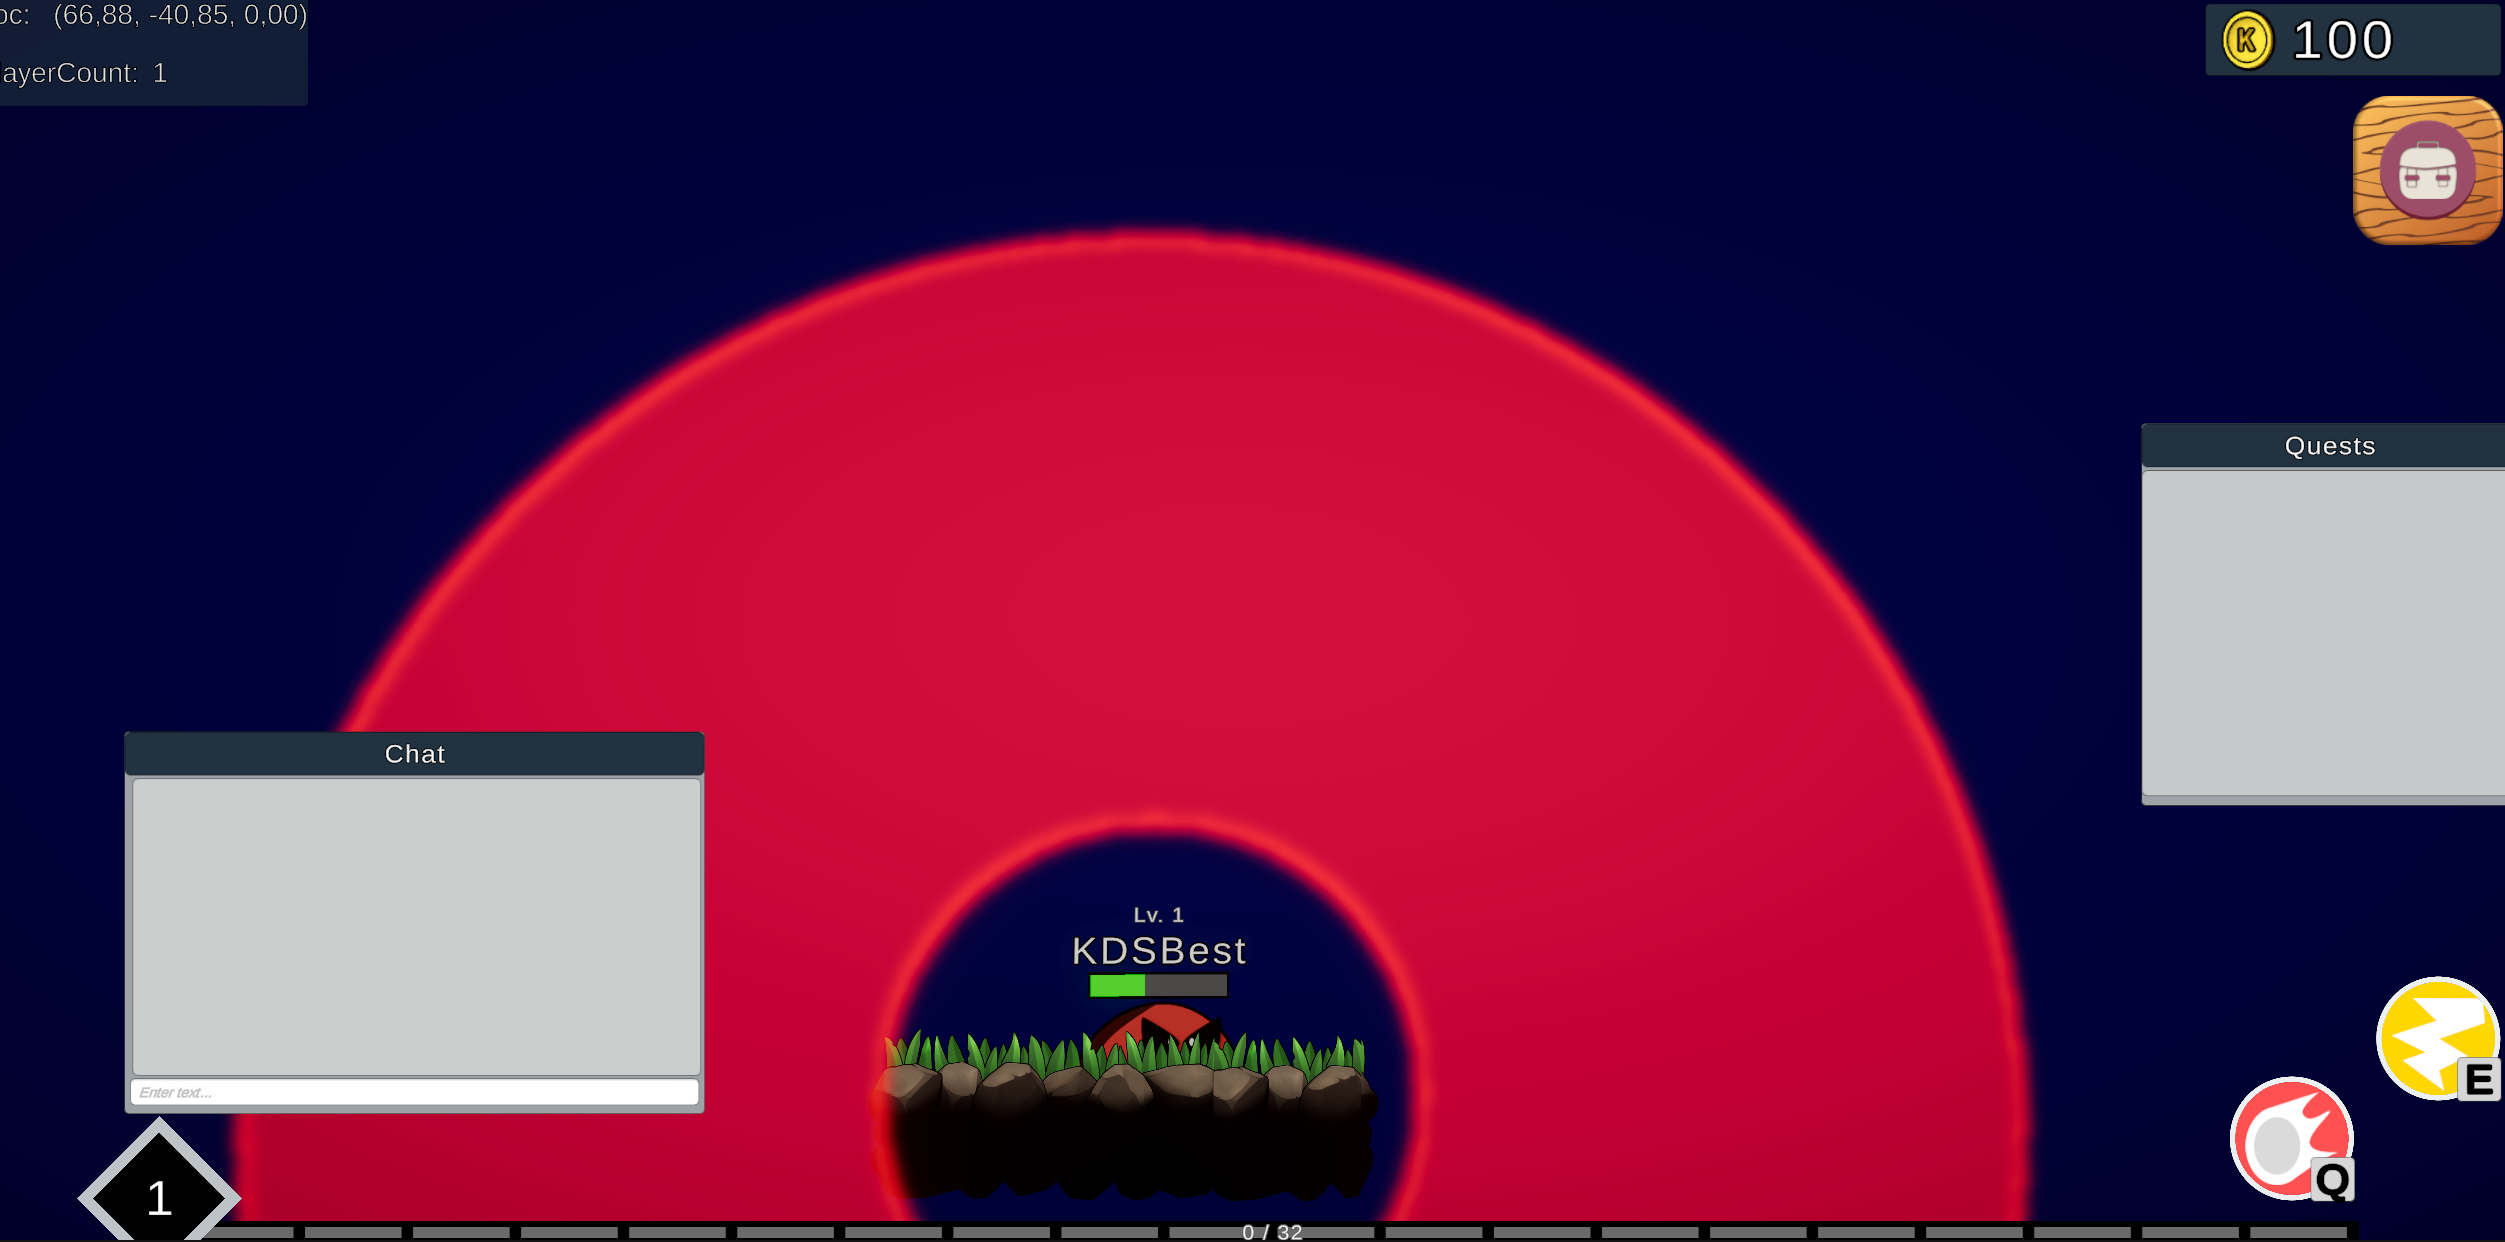 oc: (66,88, -40,85, 0,00)
ayerCount: 1
K 100
Quests
Chat
Lv. 1
KDSBest
Enter text...
E
Q
1
0 / 32